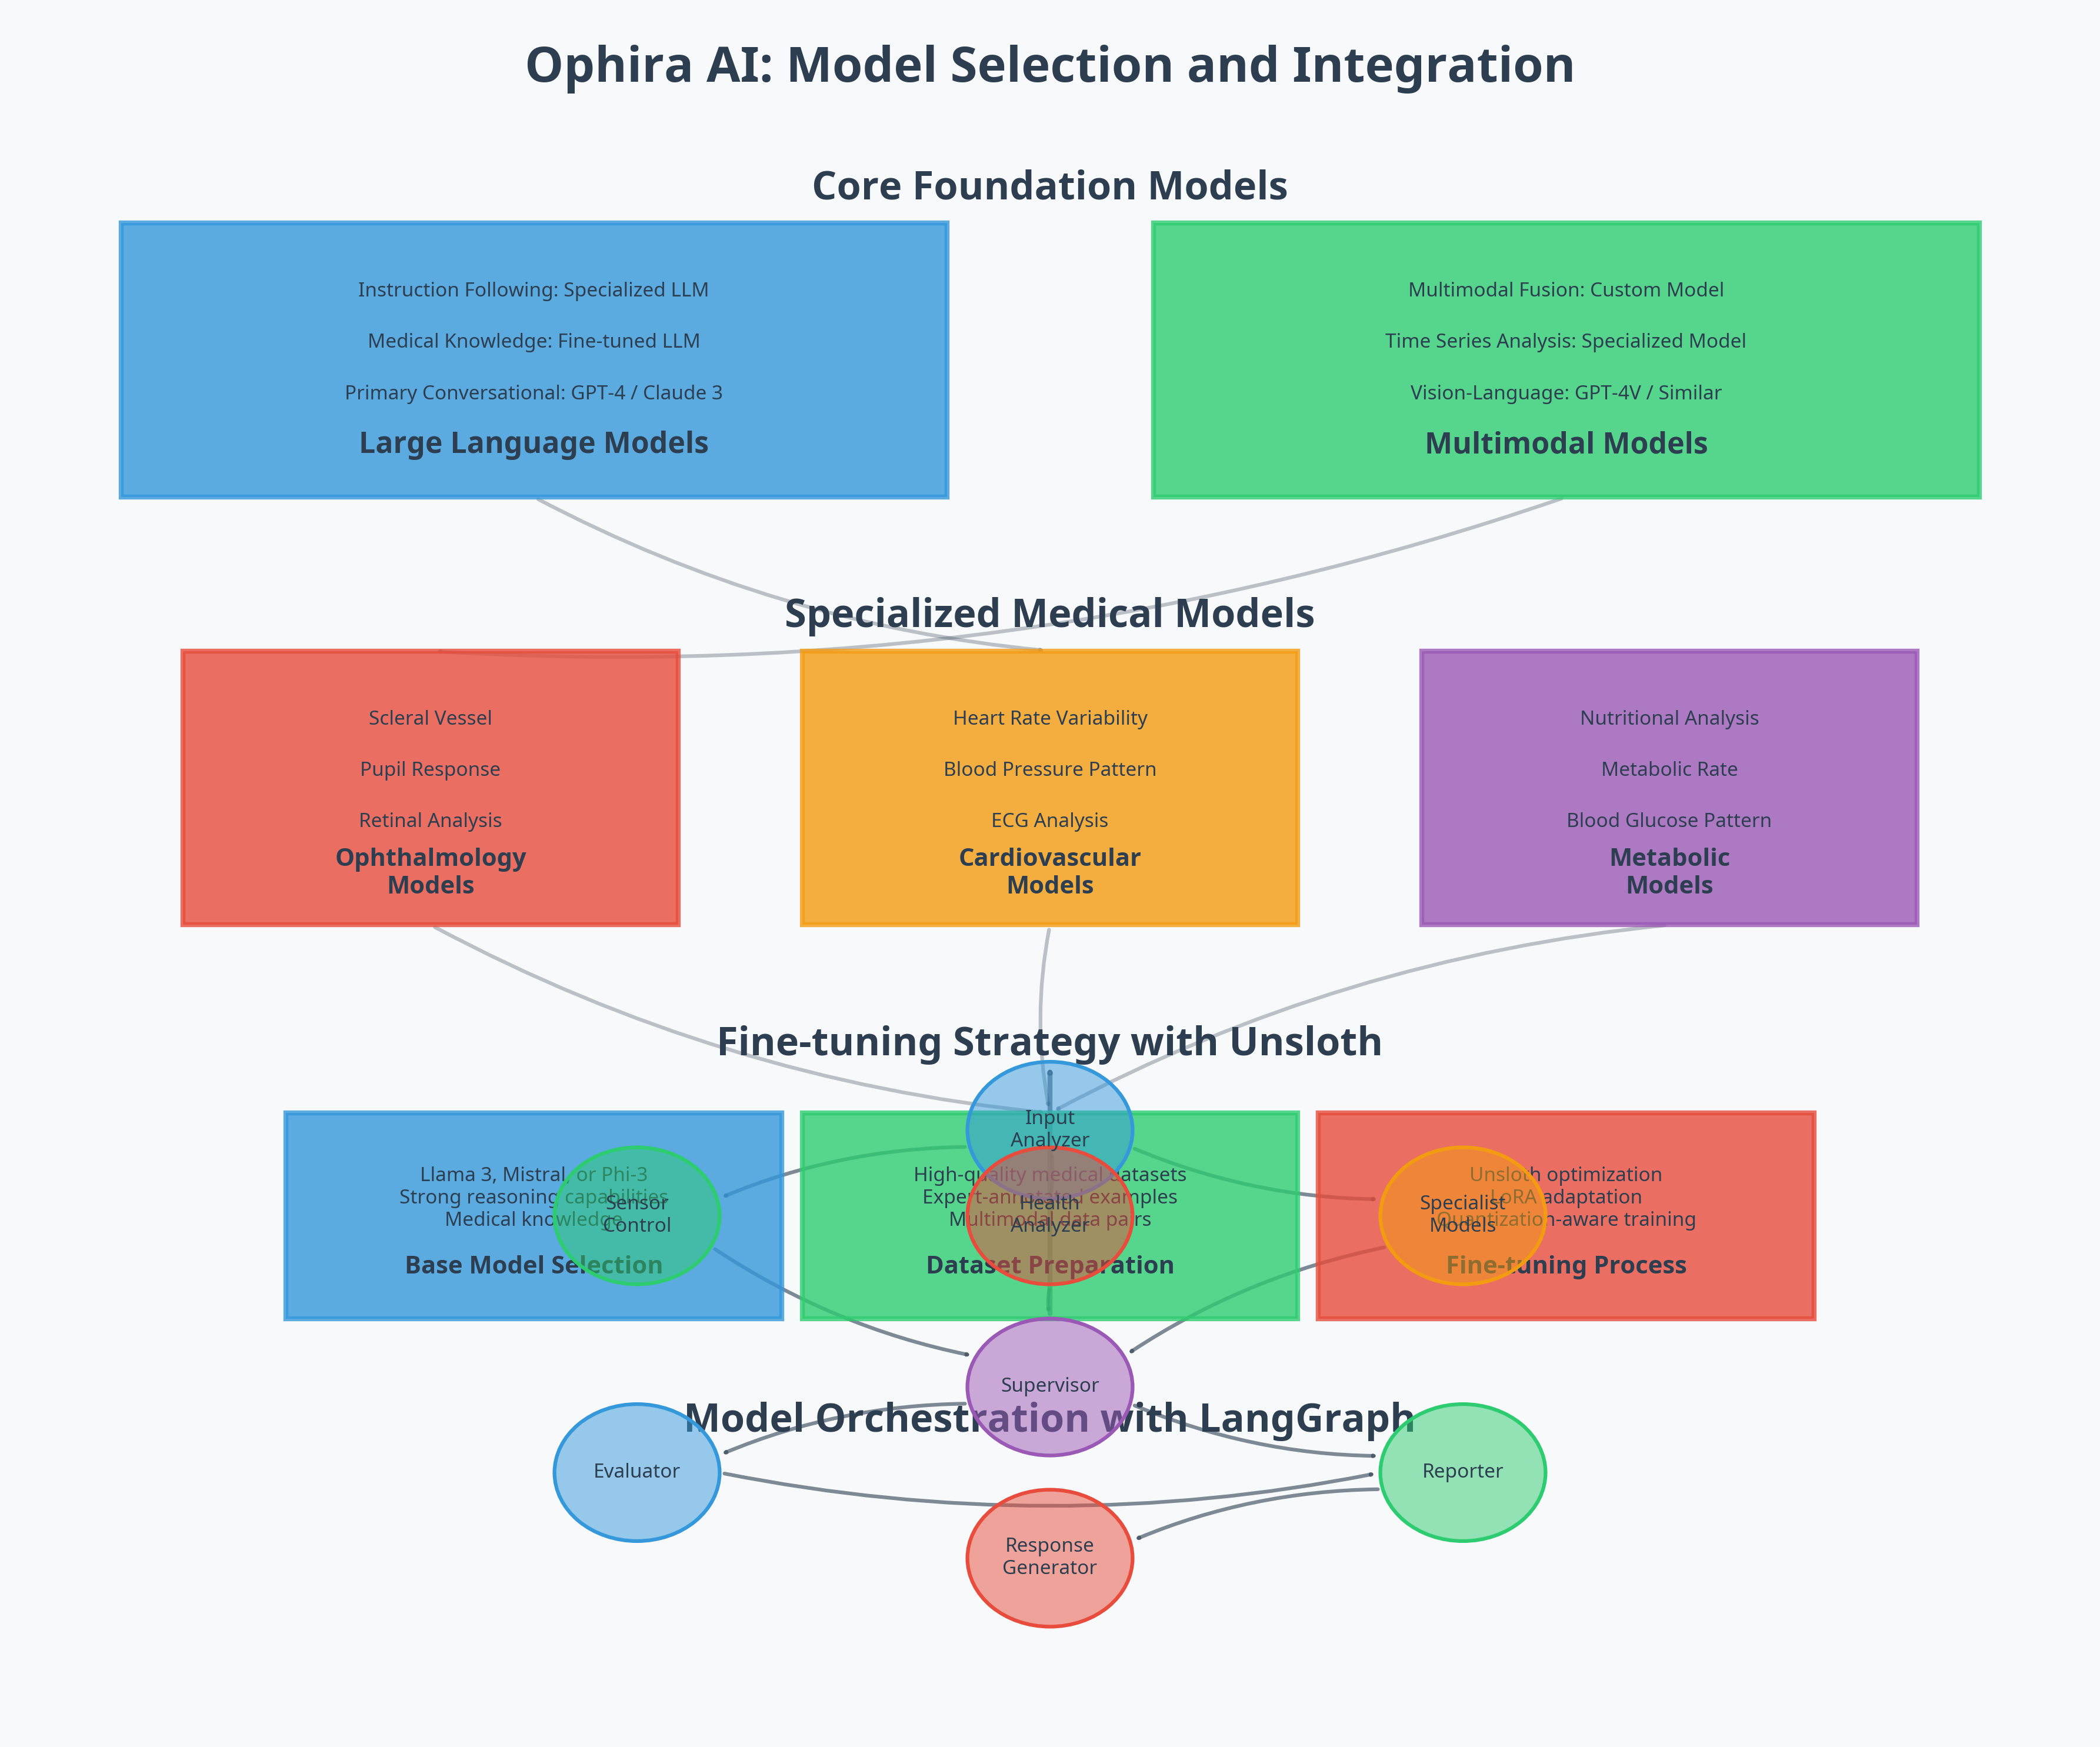 Ophira AI: Model Selection and Integration
Core Foundation Models
Instruction Following: Specialized LLM
Medical Knowledge: Fine-tuned LLM
Primary Conversational: GPT-4 / Claude 3
Large Language Models
Multimodal Fusion: Custom Model
Time Series Analysis: Specialized Model
Vision-Language: GPT-4V / Similar
Multimodal Models
Specialized Medical Models
Scleral Vessel
Pupil Response
Retinal Analysis
Ophthalmology
Models
Heart Rate Variability
Blood Pressure Pattern
ECG Analysis
Cardiovascular
Models
Nutritional Analysis
Metabolic Rate
Blood Glucose Pattern
Metabolic
Models
Fine-tuning Strategy with Unsloth
Llama 3, Mistral, or Phi-3
Strong reasoning capabilities
Medical knowledge
Base Model Selection
Sensor
Control
Input
Analyzer
High-quality medical datasets
Expert-annotated examples
Multimodal data pairs
Dataset Preparation
Health
Analyzer
Unsloth optimization
LoRA adaptation
Quantization-aware training
Fine-tuning Process
Specialist
Models
Supervisor
Model Orchestration with LangGraph
Evaluator
Reporter
Response
Generator